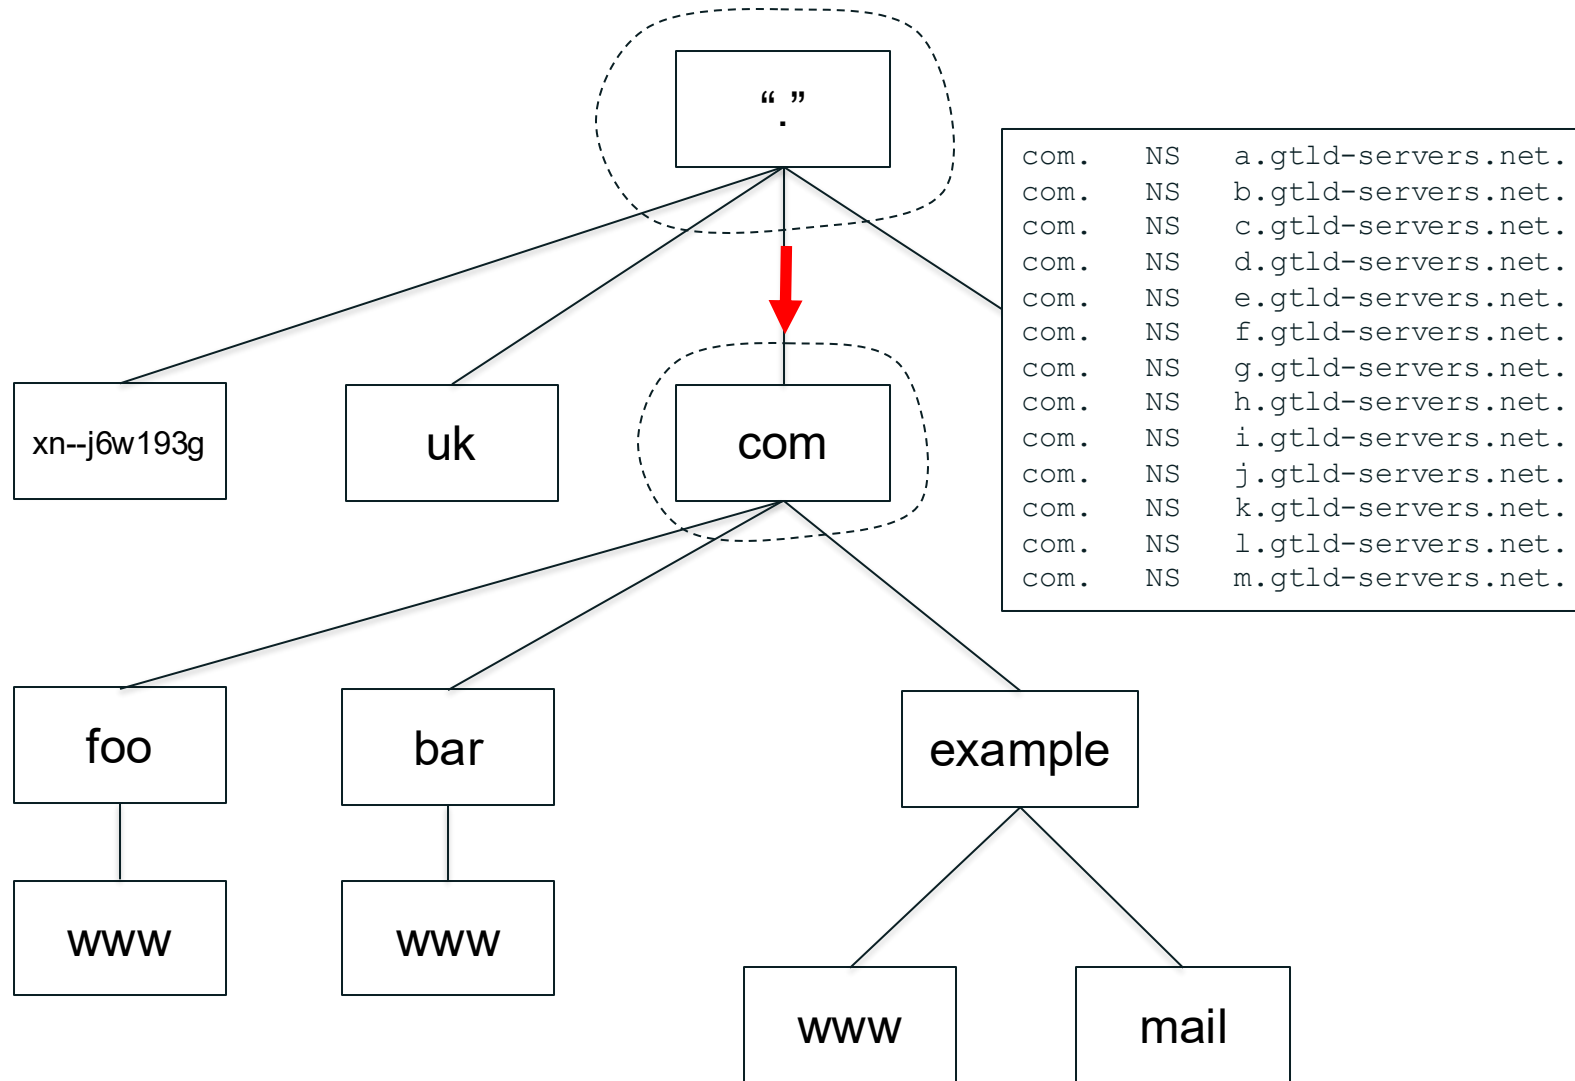 “.”
com. NS a.gtld-servers.net.
com. NS b.gtld-servers.net.
com. NS c.gtld-servers.net.
com. NS d.gtld-servers.net.
com. NS e.gtld-servers.net.
com. NS f.gtld-servers.net.
com. NS g.gtld-servers.net.
com. NS h.gtld-servers.net.
com. NS i.gtld-servers.net.
com. NS j.gtld-servers.net.
com. NS k.gtld-servers.net.
com. NS l.gtld-servers.net.
com. NS m.gtld-servers.net.
xn--j6w193g
uk
com
foo
bar
example
www
www
www
mail